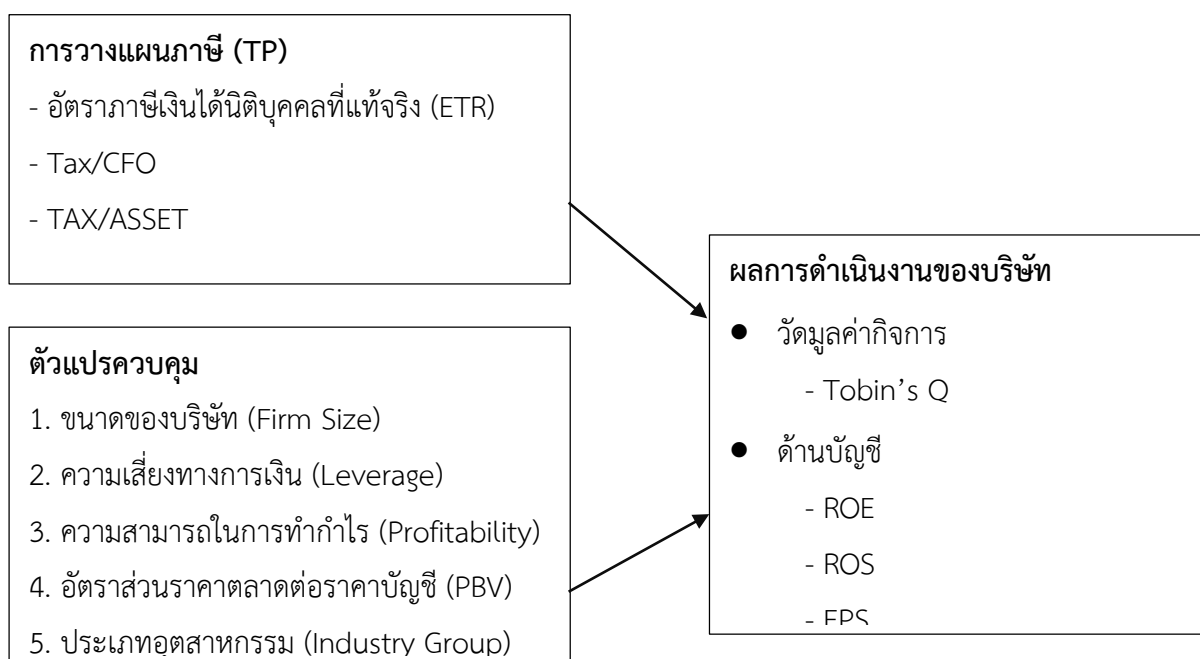 การวางแผนภาษี (TP)
- อัตราภาษีเงินได้นิติบุคคลที่แท้จริง (ETR)
- Tax/CFO
- TAX/ASSET
ตัวแปรควบคุม
1. ขนาดของบริษัท (Firm Size)
2. ความเสี่ยงทางการเงิน (Leverage)
3. ความสามารถในการทำกำไร (Profitability)
4. อัตราส่วนราคาตลาดต่อราคาบัญชี (PBV)
5. ประเภทอุตสาหกรรม (Industry Group)
ผลการดำเนินงานของบริษัท
● วัดมูลค่ากิจการ
- Tobin’s Q
● ด้านบัญชี
- ROE
- ROS
- EPS